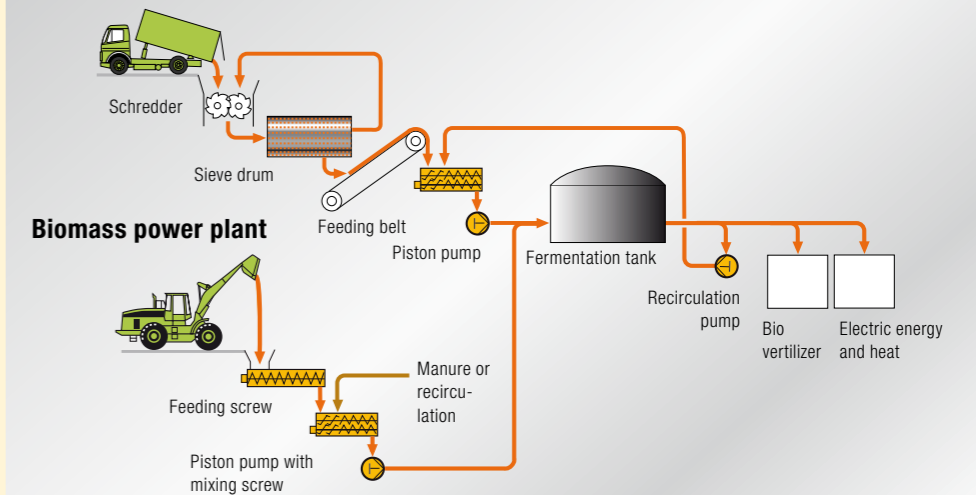 Schredder
Sieve drum
Feeding belt
Biomass power plant
Piston pump
Fermentation tank
Recirculation
pump
Bio
vertilizer
Electric energy
and heat
Manure or
recircu-
lation
Feeding screw
Piston pump with
mixing screw